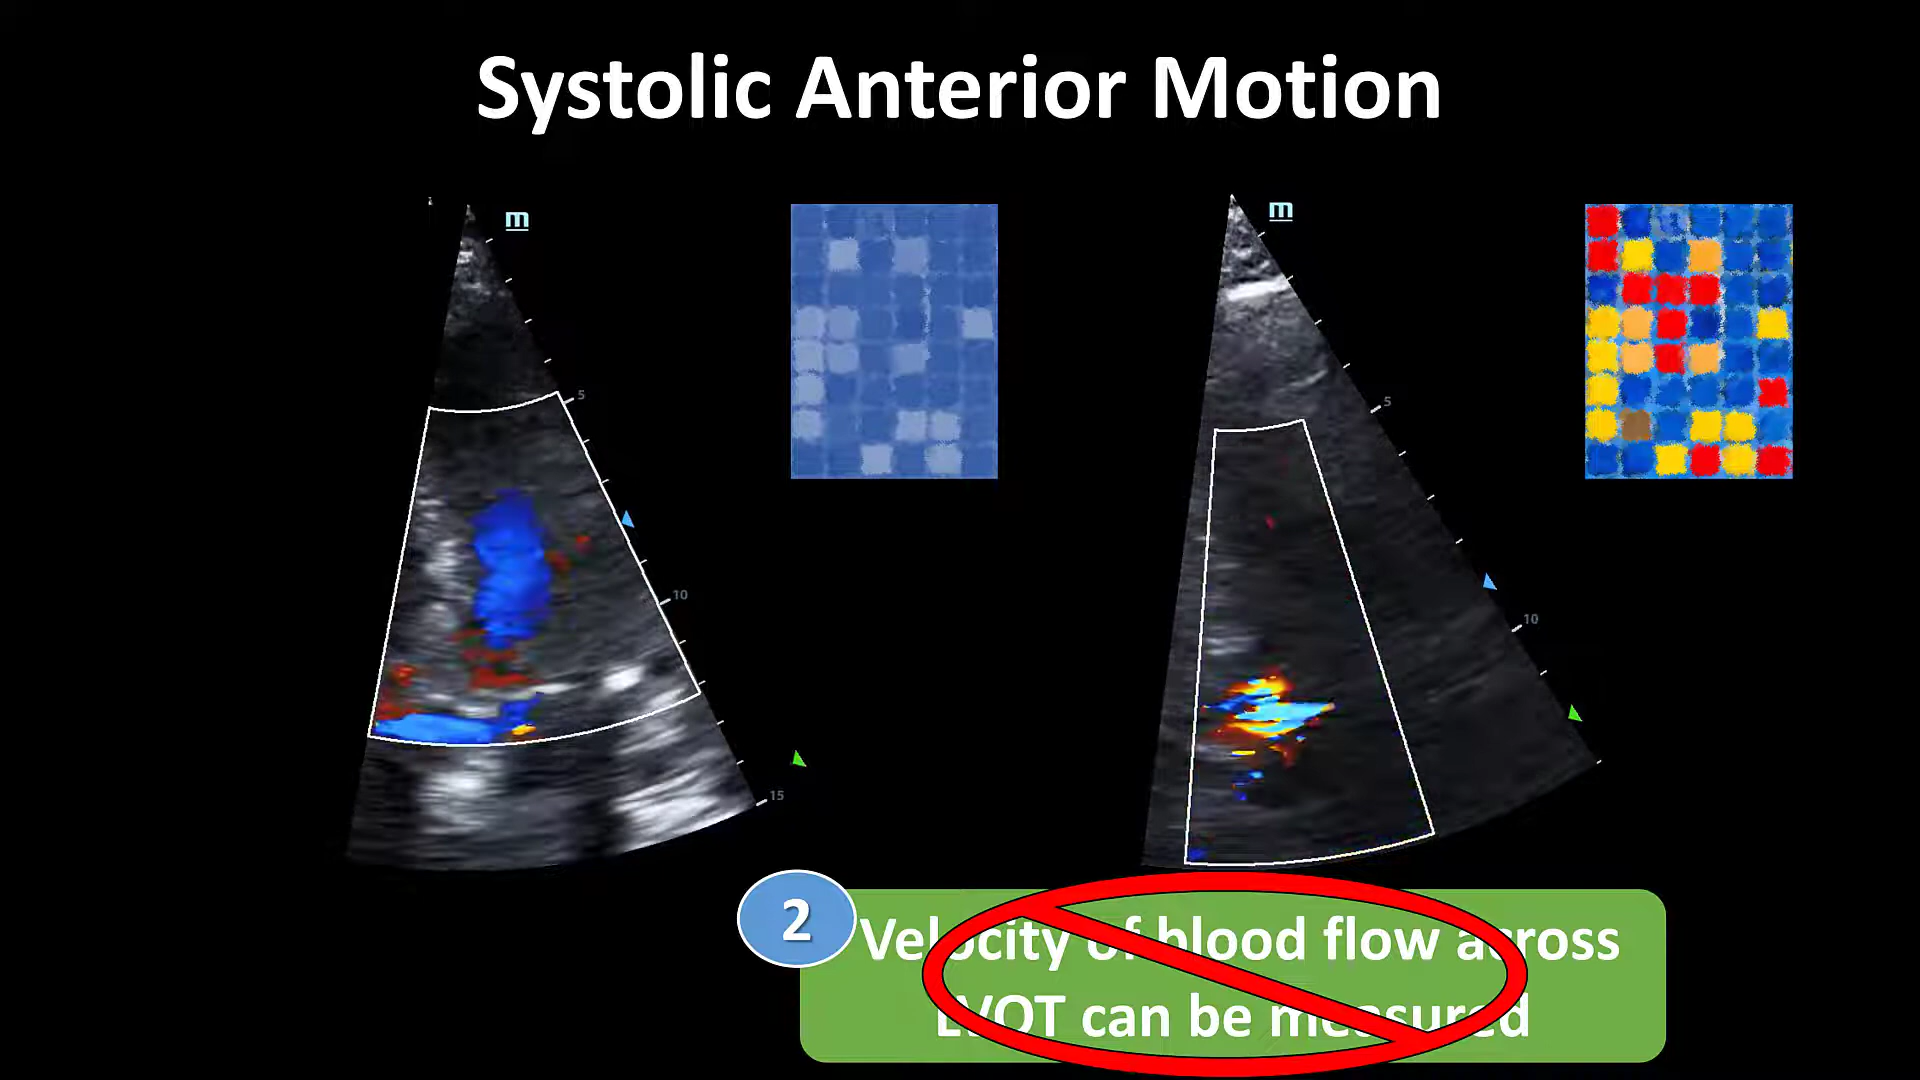 Systolic Anterior Motion
m
m
5
10
15
5
10
2
Velocity of blood flow across
LVOT can be measured